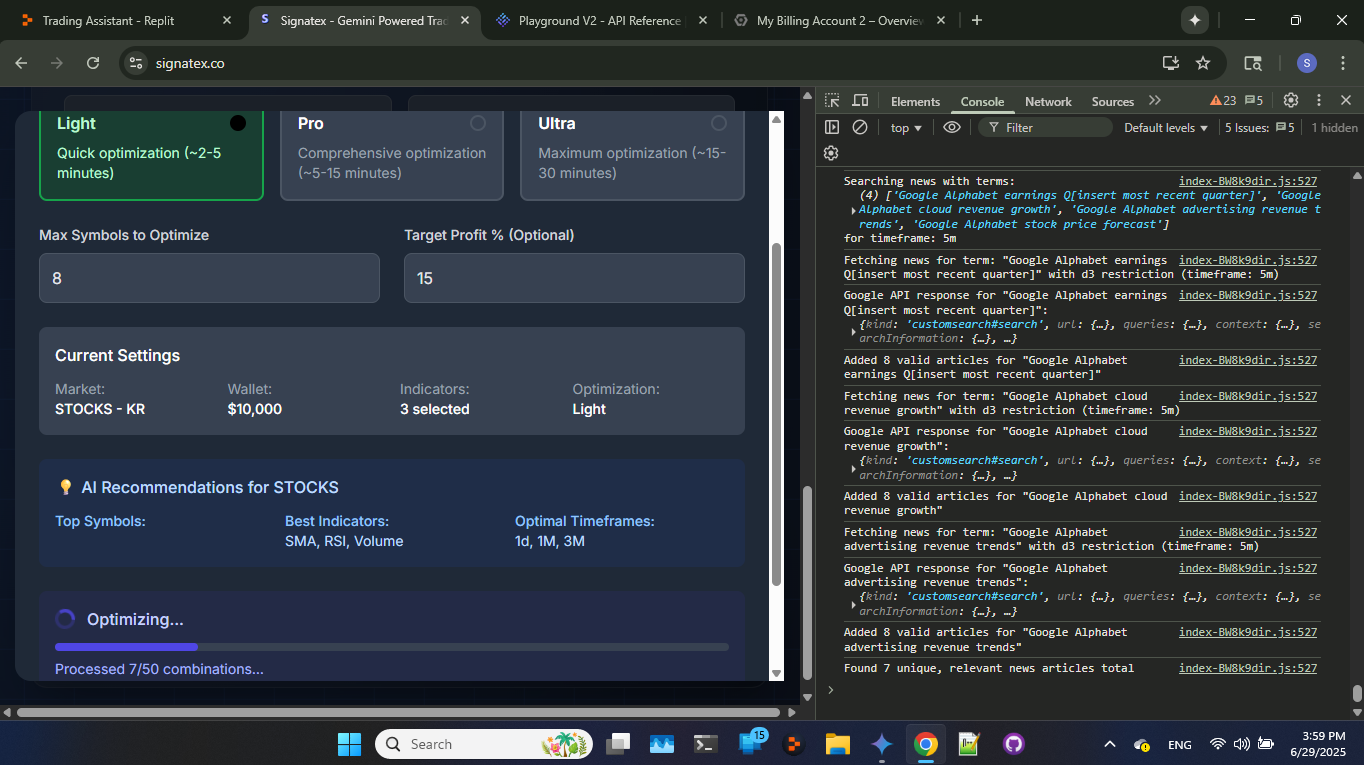 Trading Assistant - Replit
Signatex - Gemini Powered Trad
Playground V2 - API Reference
My Billing Account 2 – Overview
signatex.co
S
Light
Quick optimization (~2-5
minutes)
Pro
Comprehensive optimization
(~5-15 minutes)
Ultra
Maximum optimization (~15-
30 minutes)
Max Symbols to Optimize
Target Profit % (Optional)
8
15
Current Settings
Market:
STOCKS - KR
Wallet:
$10,000
Indicators:
3 selected
Optimization:
Light
AI Recommendations for STOCKS
Top Symbols:
Best Indicators:
SMA, RSI, Volume
Optimal Timeframes:
1d, 1M, 3M
Optimizing...
Processed 7/50 combinations...
Elements
Console
Network
Sources
23
5
top
Filter
Default levels
5 Issues:
5
1 hidden
Searching news with terms: index-BW8k9dir.js:527
(4) ['Google Alphabet earnings Q[insert most recent quarter]', 'Google
Alphabet cloud revenue growth', 'Google Alphabet advertising revenue t
rends', 'Google Alphabet stock price forecast']
for timeframe: 5m
Fetching news for term: "Google Alphabet earnings index-BW8k9dir.js:527
Q[insert most recent quarter]" with d3 restriction (timeframe: 5m)
Google API response for "Google Alphabet earnings index-BW8k9dir.js:527
Q[insert most recent quarter]":
{kind: 'customsearch#search', url: {…}, queries: {…}, context: {…}, se
archInformation: {…}, …}
Added 8 valid articles for "Google Alphabet index-BW8k9dir.js:527
earnings Q[insert most recent quarter]"
Fetching news for term: "Google Alphabet cloud index-BW8k9dir.js:527
revenue growth" with d3 restriction (timeframe: 5m)
Google API response for "Google Alphabet cloud index-BW8k9dir.js:527
revenue growth":
{kind: 'customsearch#search', url: {…}, queries: {…}, context: {…}, se
archInformation: {…}, …}
Added 8 valid articles for "Google Alphabet cloud index-BW8k9dir.js:527
revenue growth"
Fetching news for term: "Google Alphabet index-BW8k9dir.js:527
advertising revenue trends" with d3 restriction (timeframe: 5m)
Google API response for "Google Alphabet index-BW8k9dir.js:527
advertising revenue trends":
{kind: 'customsearch#search', url: {…}, queries: {…}, context: {…}, se
archInformation: {…}, …}
Added 8 valid articles for "Google Alphabet index-BW8k9dir.js:527
advertising revenue trends"
Found 7 unique, relevant news articles total index-BW8k9dir.js:527
Search
15
ENG
3:59 PM
6/29/2025